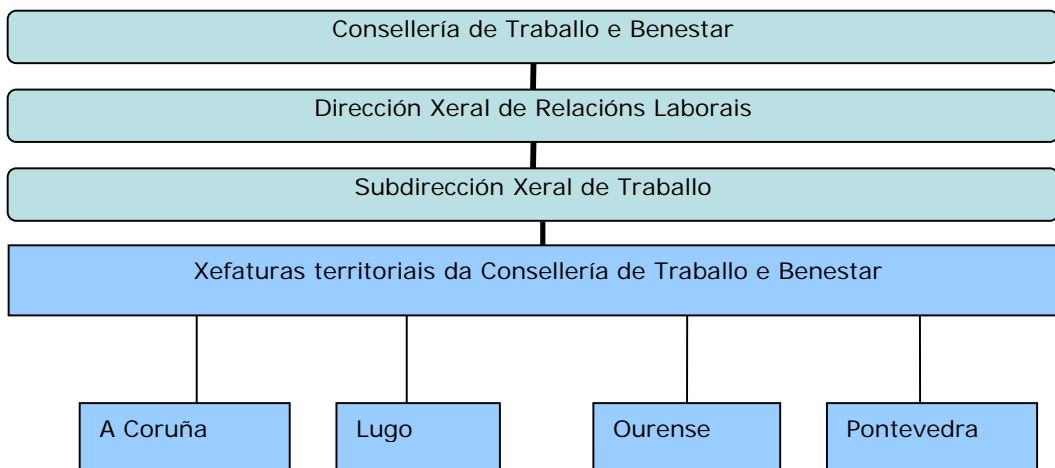 Consellería de Traballo e Benestar
Dirección Xeral de Relacións Laborais
Subdirección Xeral de Traballo
Xefaturas territoriais da Consellería de Traballo e Benestar
A Coruña
Lugo
Ourense
Pontevedra